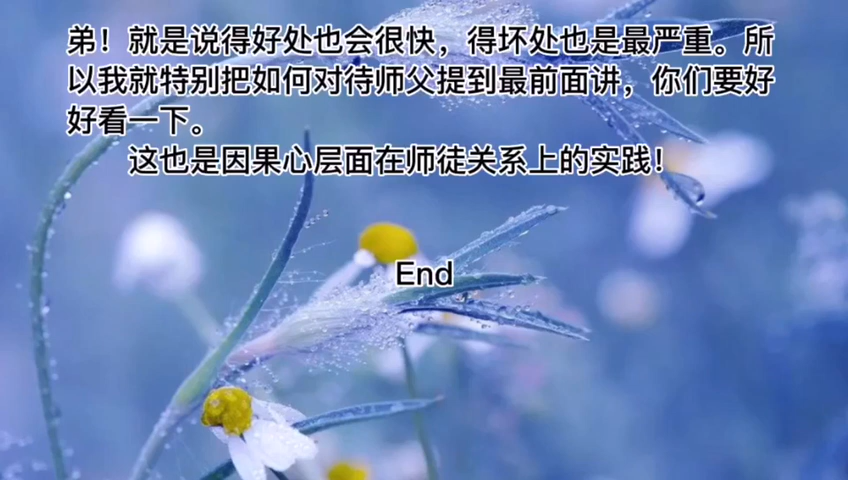 弟！就是说得好处也会很快，得坏处也是最严重。所
以我就特别把如何对待师父提到最前面讲，你们要好
好看一下。
这也是因果心层面在师徒关系上的实践！
End